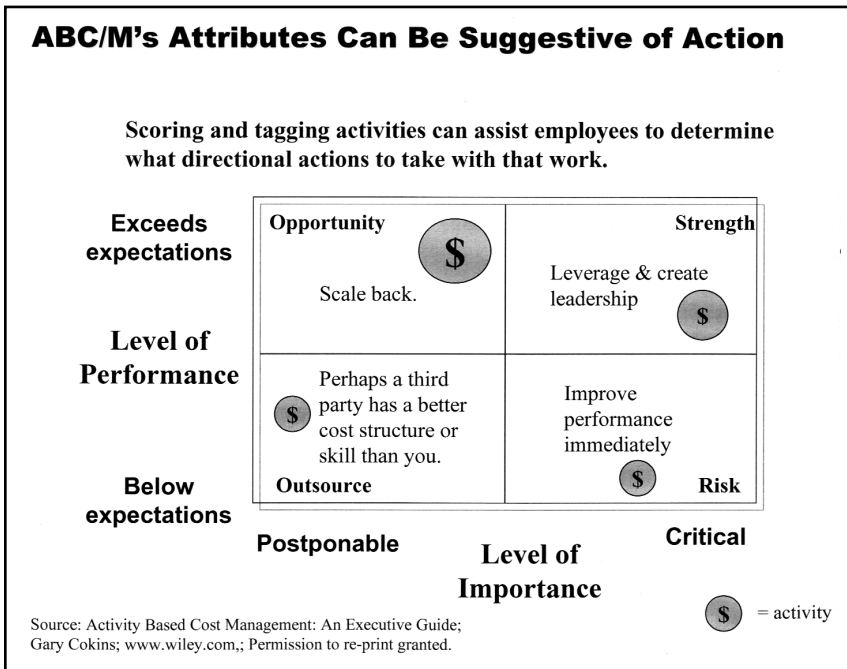 ABC/M's Attributes Can Be Suggestive of Action
Scoring and tagging activities can assist employees to determine
what directional actions to take with that work.
Exceeds
expectations
Opportunity
$
Scale back.
Strength
Leverage & create
leadership
$
Level of
Performance
$
Perhaps a third
party has a better
cost structure or
skill than you.
Outsource
Improve
performance
immediately
$
Risk
Below
expectations
Postponable
Level of
Importance
Critical
$ = activity
Source: Activity Based Cost Management: An Executive Guide;
Gary Cokins; www.wiley.com,; Permission to re-print granted.